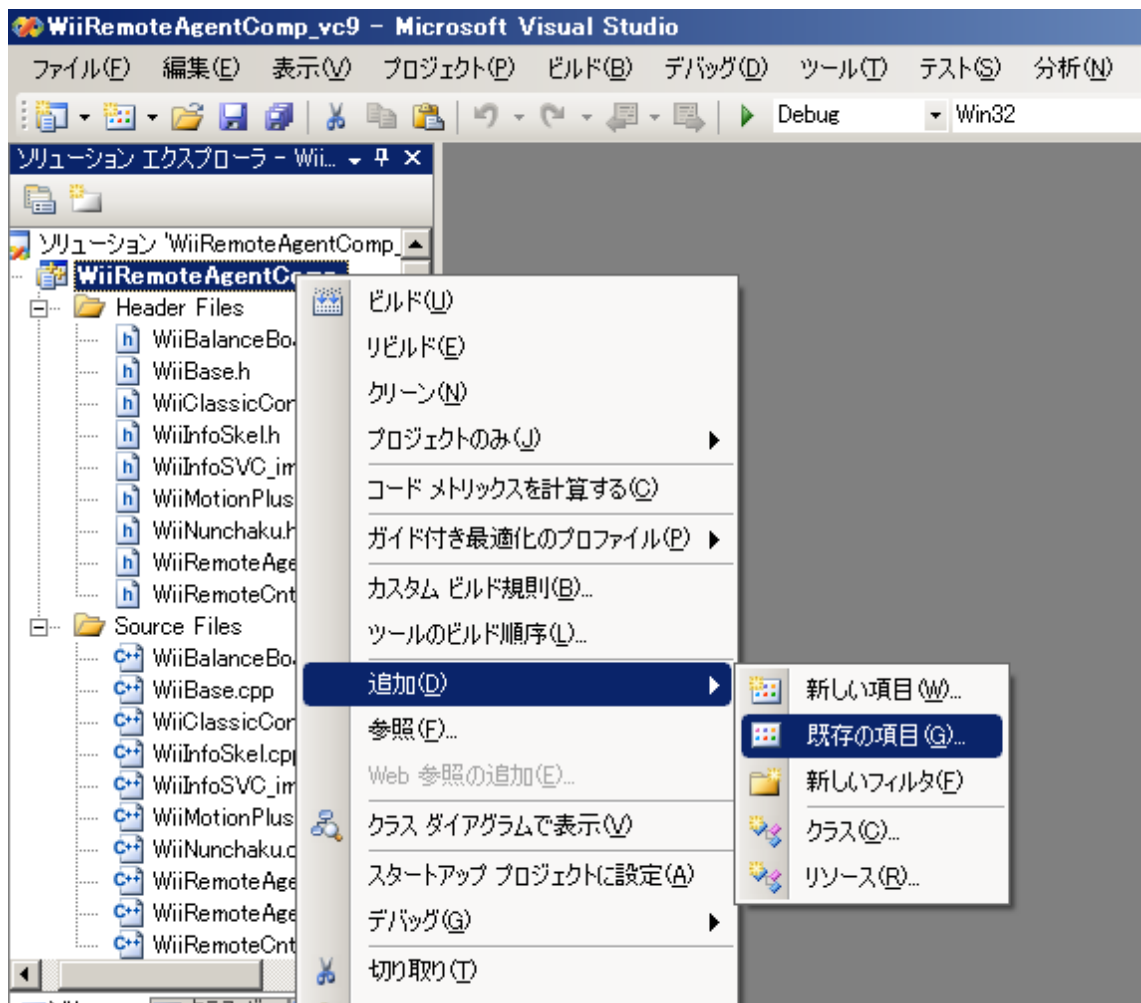 WiiRemoteAgentComp_vc9 - Microsoft Visual Studio
ファイル(F) 編集(E) 表示(V) プロジェクト(P) ビルド(B) デバッグ(D) ツール(T) テスト(S) 分析(N)
Debug Win32
ソリューション エクスプローラ - Wii...
ソリューション 'WiiRemoteAgentComp_
WiiRemoteAgentComp
Header Files
WiiBalanceBo
WiiBase.h
WiiClassicCor
WiiInfoSkel.h
WiiInfoSVC_im
WiiMotionPlus
WiiNunchaku.h
WiiRemoteAge
WiiRemoteCnt
Source Files
WiiBalanceBo
WiiBase.cpp
WiiClassicCor
WiiInfoSkel.cpp
WiiInfoSVC_im
WiiMotionPlus
WiiNunchaku.c
WiiRemoteAge
WiiRemoteAge
WiiRemoteCnt
ビルド(U)
リビルド(E)
クリーン(N)
プロジェクトのみ(J)
コード メトリックスを計算する(C)
ガイド付き最適化のプロファイル(P)
カスタム ビルド規則(B)...
ツールのビルド順序(L)...
追加(D)
参照(F)...
Web 参照の追加(E)...
クラス ダイアグラムで表示(V)
スタートアップ プロジェクトに設定(A)
デバッグ(G)
切り取り(T)
新しい項目(W)...
既存の項目(G)...
新しいフィルタ(F)
クラス(C)...
リソース(R)...